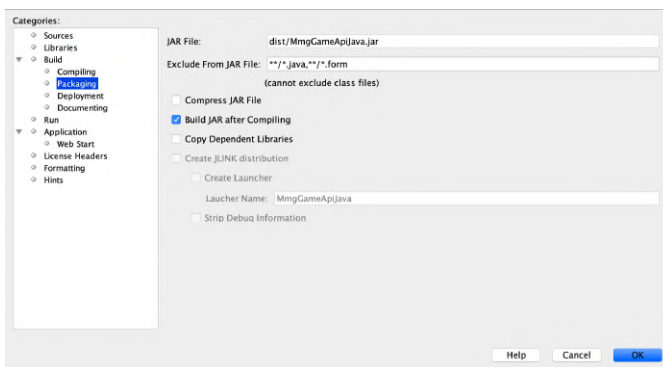 Categories:
Sources
Libraries
Build
Compiling
Packaging
Deployment
Documenting
Run
Application
Web Start
License Headers
Formatting
Hints
JAR File: dist/MmgGameApiJava.jar
Exclude From JAR File: **/*.java,**/*.form
(cannot exclude class files)
Compress JAR File
Build JAR after Compiling
Copy Dependent Libraries
Create JLINK distribution
Create Launcher
Laucher Name: MmgGameApiJava
Strip Debug Information
Help Cancel OK